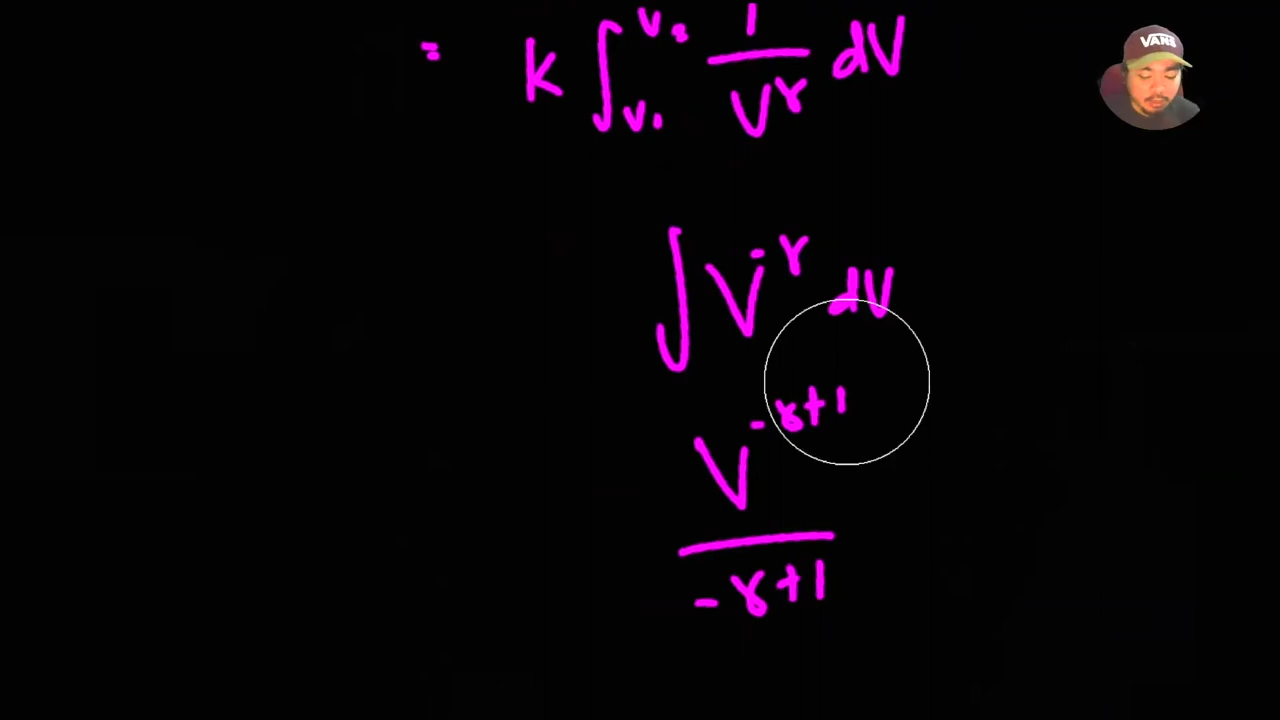 = k ∫_{V₁}^{V₂} 1/V^γ dV
∫ V^{-γ} dV
V^{-γ+1}
-γ+1
VANS